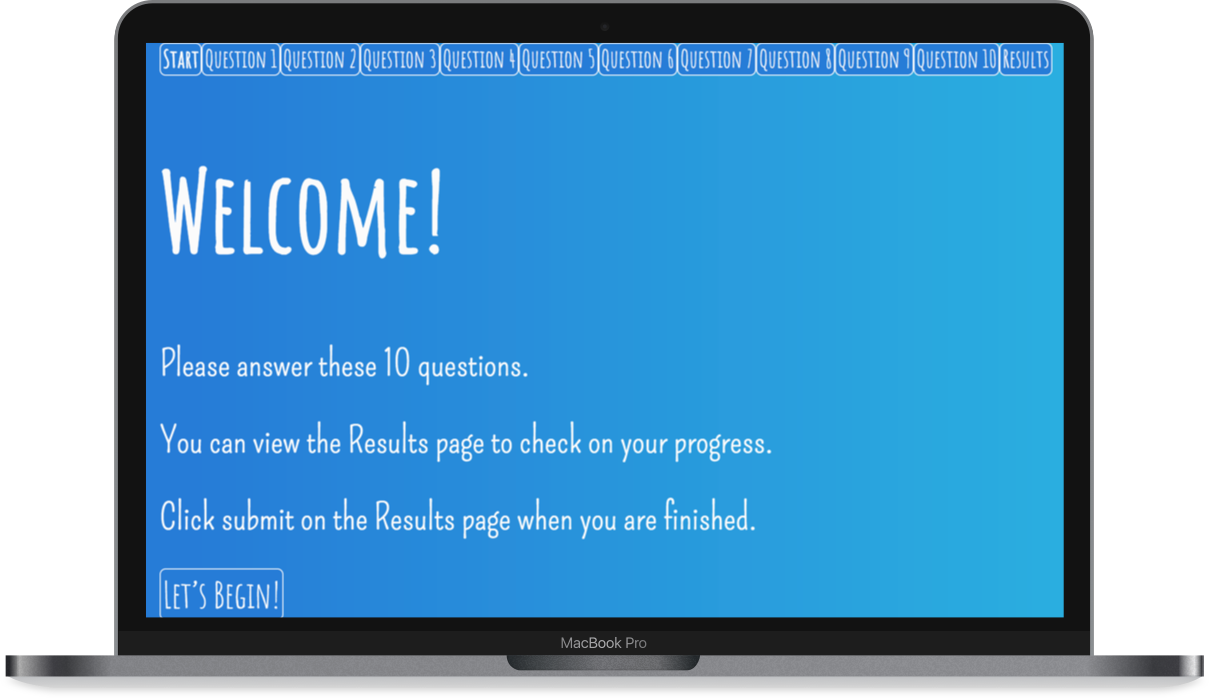 Start Question 1 Question 2 Question 3 Question 4 Question 5 Question 6 Question 7 Question 8 Question 9 Question 10 Results
Welcome!
Please answer these 10 questions.
You can view the Results page to check on your progress.
Click submit on the Results page when you are finished.
Let's Begin!
MacBook Pro